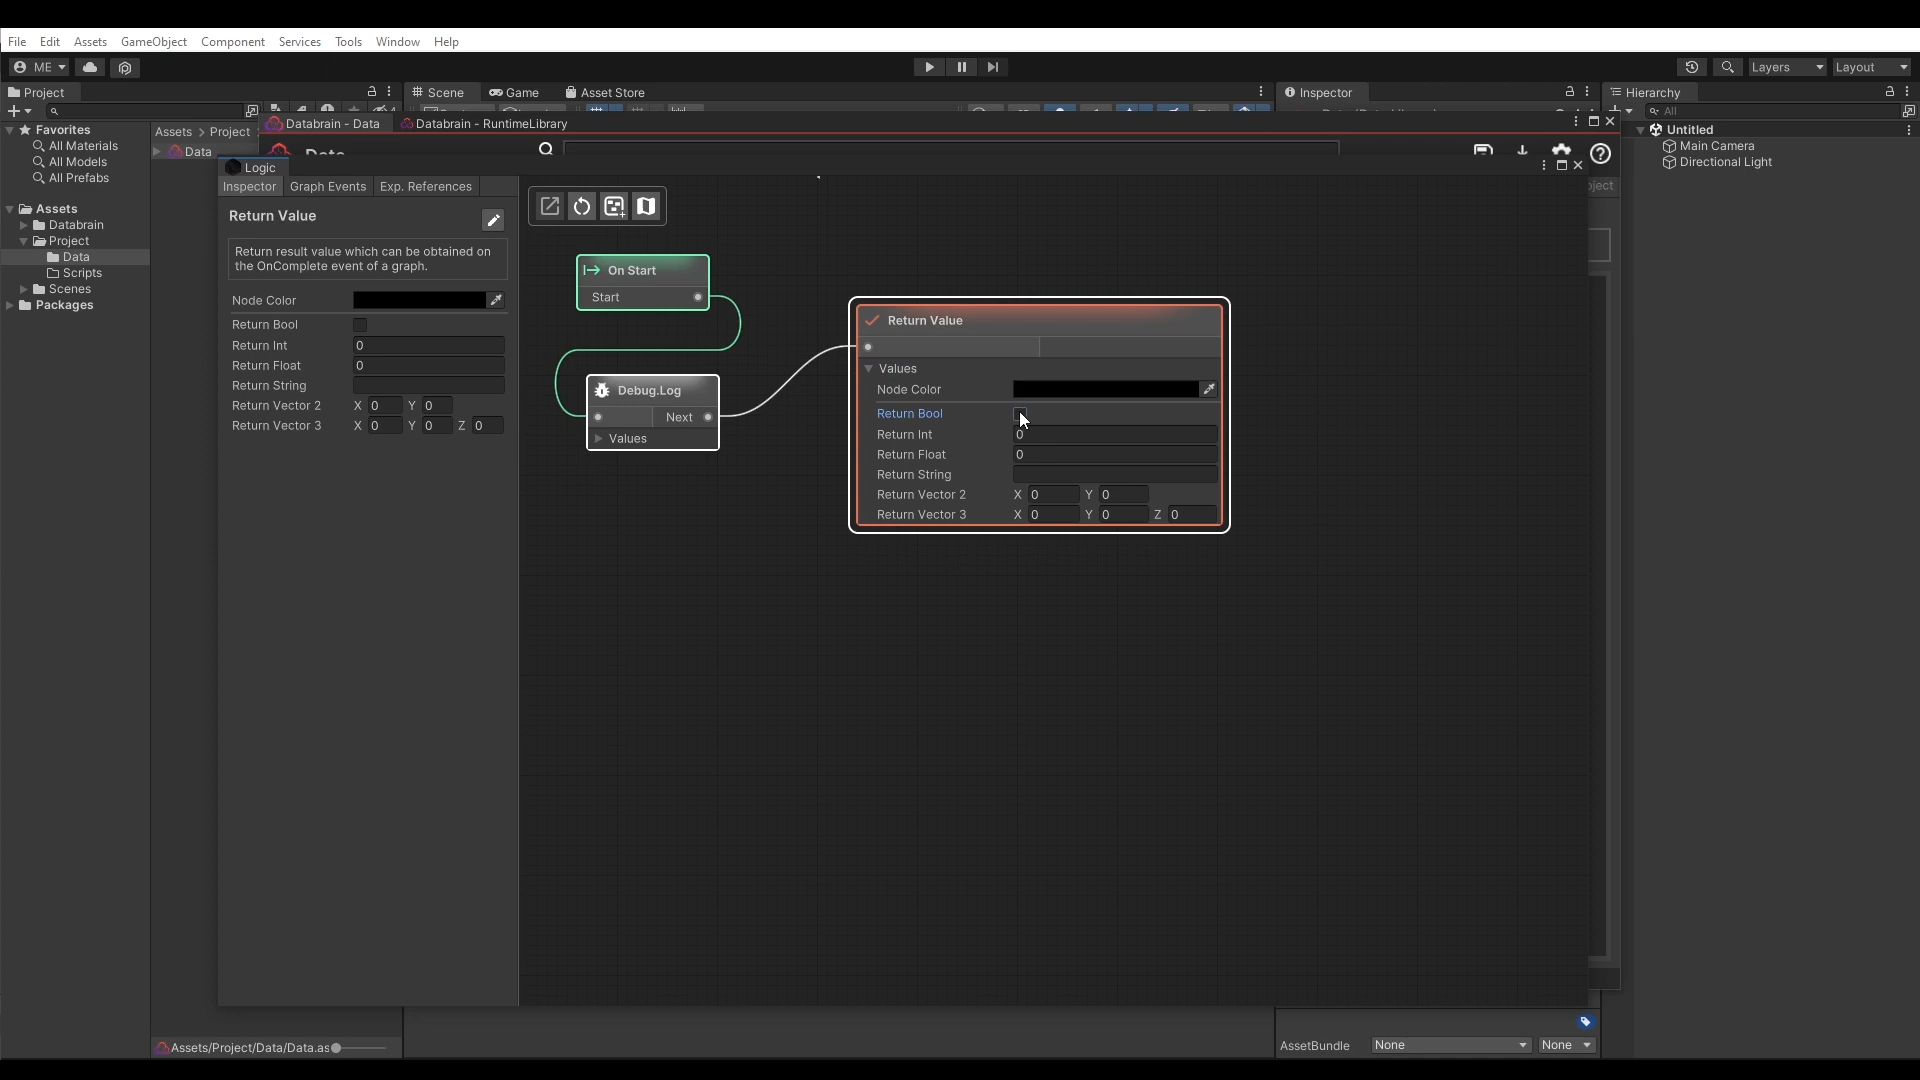 File Edit Assets GameObject Component Services Tools Window Help
ME Layers Layout
Project Scene Game Asset Store Inspector Hierarchy
All
Databrain - Data Databrain - RuntimeLibrary
Favorites
All Materials
All Models
All Prefabs
Assets
Databrain
Project
Data
Scripts
Scenes
Packages
Assets > Project
Data
Assets/Project/Data/Data.as
Logic
Inspector Graph Events Exp. References
Return Value
Return result value which can be obtained on
the OnComplete event of a graph.
Node Color
Return Bool
Return Int 0
Return Float 0
Return String
Return Vector 2 X 0 Y 0
Return Vector 3 X 0 Y 0 Z 0
On Start
Start
Debug.Log
Next
Values
Return Value
Values
Node Color
Return Bool
Return Int 0
Return Float 0
Return String
Return Vector 2 X 0 Y 0
Return Vector 3 X 0 Y 0 Z 0
Untitled
Main Camera
Directional Light
AssetBundle None None